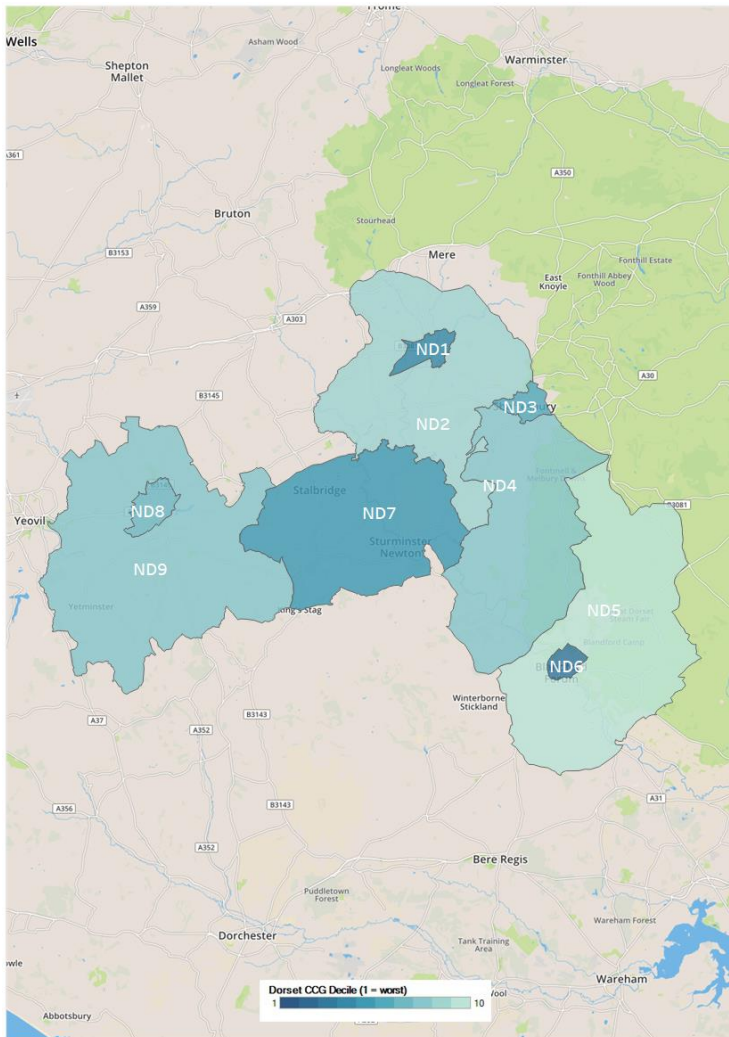 Frome
Wells
Asham Wood
Warminster
Shepton
Mallet
Longleat Woods
Longleat Forest
A361
A350
Bruton
Stourhead
B3153
Mere
Fonthill Estate
East
Knoyle
Fonthill Abbey
Wood
A359
A303
ND1
A30
B3145
ND3
ND2
ND4
Stalbridge
ND8
ND7
B3081
Yeovil
Sturminster
Newton
ND9
Yetminster
ND5
King's Stag
Blandford Camp
ND6
Forum
Winterborne
Stickland
A37
B3143
A352
A31
A356
B3143
A352
Bere Regis
Puddletown
Forest
Wareham Forest
Dorchester
Tank Training
Area
Wareham
Dorset CCG Decile (1 = worst)
1
10
Wool
Abbotsbury